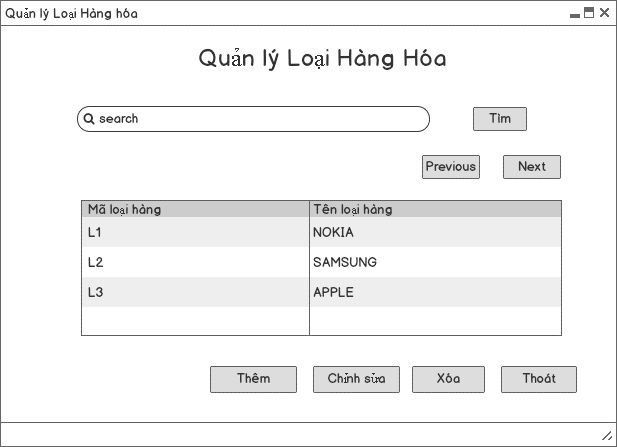 Quản lý Loại Hàng hóa
Quản lý Loại Hàng Hóa
search
Tìm
Previous
Next
Mã loại hàng Tên loại hàng
L1 NOKIA
L2 SAMSUNG
L3 APPLE
Thêm Chỉnh sửa Xóa Thoát